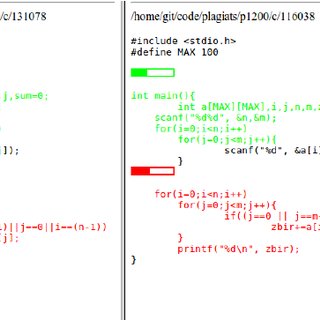 /c/131078
j,sum=0;
)
i]);
)||j==0||i==(n-1))
j];
/home/git/code/plagiats/p1200/c/116038
#include <stdio.h>
#define MAX 100
int main(){
int a[MAX][MAX],i,j,n,m,
scanf("%d%d", &n,&m);
for(i=0;i<n;i++)
for(j=0;j<m;j++){
scanf("%d", &a[i]
}
for(i=0;i<n;i++)
for(j=0;j<m;j++){
if((j==0 || j==m-
zbir+=a[i
}
printf("%d\n", zbir);
}